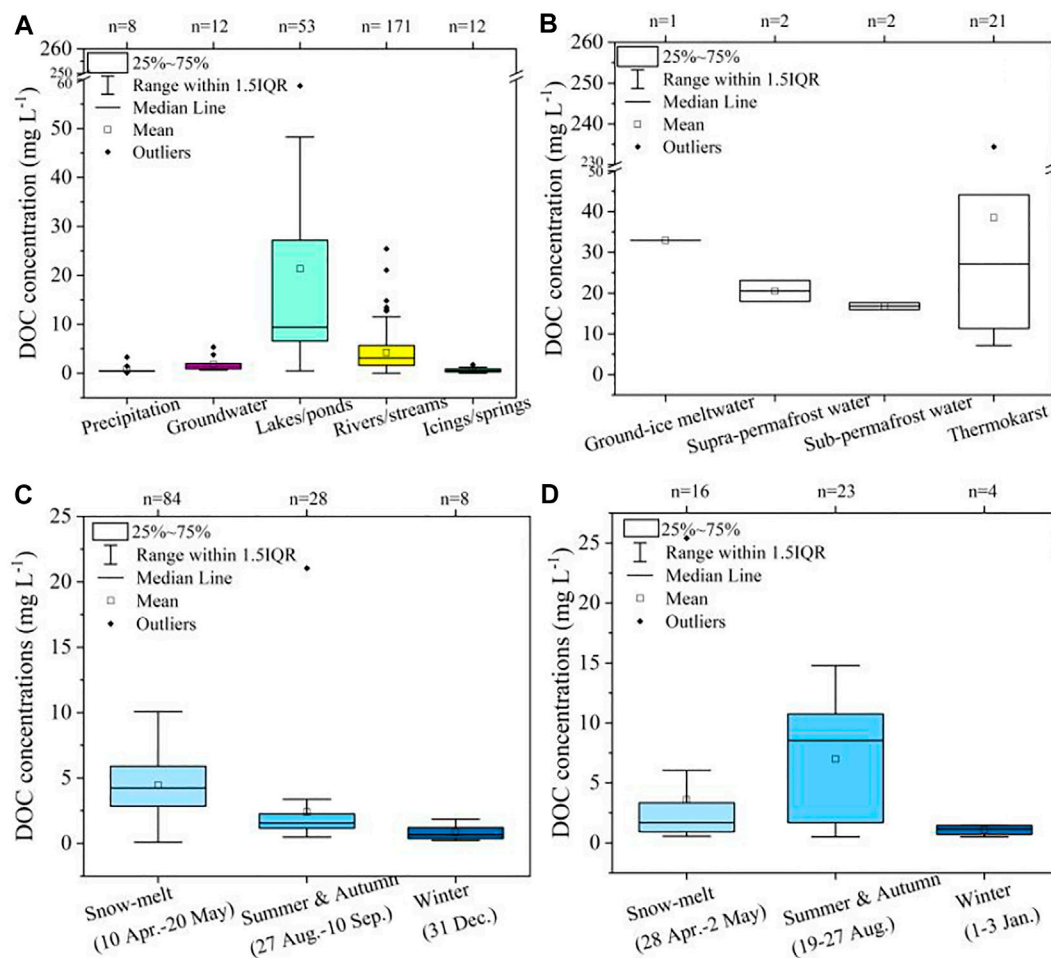 A
n=8 n=12 n=53 n=171 n=12
260
250
60
50
40
30
20
10
0
DOC concentration (mg L-1)
25%~75%
Range within 1.5IQR
Median Line
Mean
Outliers
Precipitation Groundwater Lakes/ponds Rivers/streams Icings/springs
B
n=1 n=2 n=2 n=21
260
250
240
230
50
40
30
20
10
0
DOC concentration (mg L-1)
25%~75%
Range within 1.5IQR
Median Line
Mean
Outliers
Ground-ice meltwater Supra-permafrost water Sub-permafrost water Thermokarst
C
n=84 n=28 n=8
25
20
15
10
5
0
DOC concentrations (mg L-1)
25%~75%
Range within 1.5IQR
Median Line
Mean
Outliers
Snow-melt Summer & Autumn Winter
(10 Apr.-20 May) (27 Aug.-10 Sep.) (31 Dec.)
D
n=16 n=23 n=4
25
20
15
10
5
0
DOC concentrations (mg L-1)
25%~75%
Range within 1.5IQR
Median Line
Mean
Outliers
Snow-melt Summer & Autumn Winter
(28 Apr.-2 May) (19-27 Aug.) (1-3 Jan.)